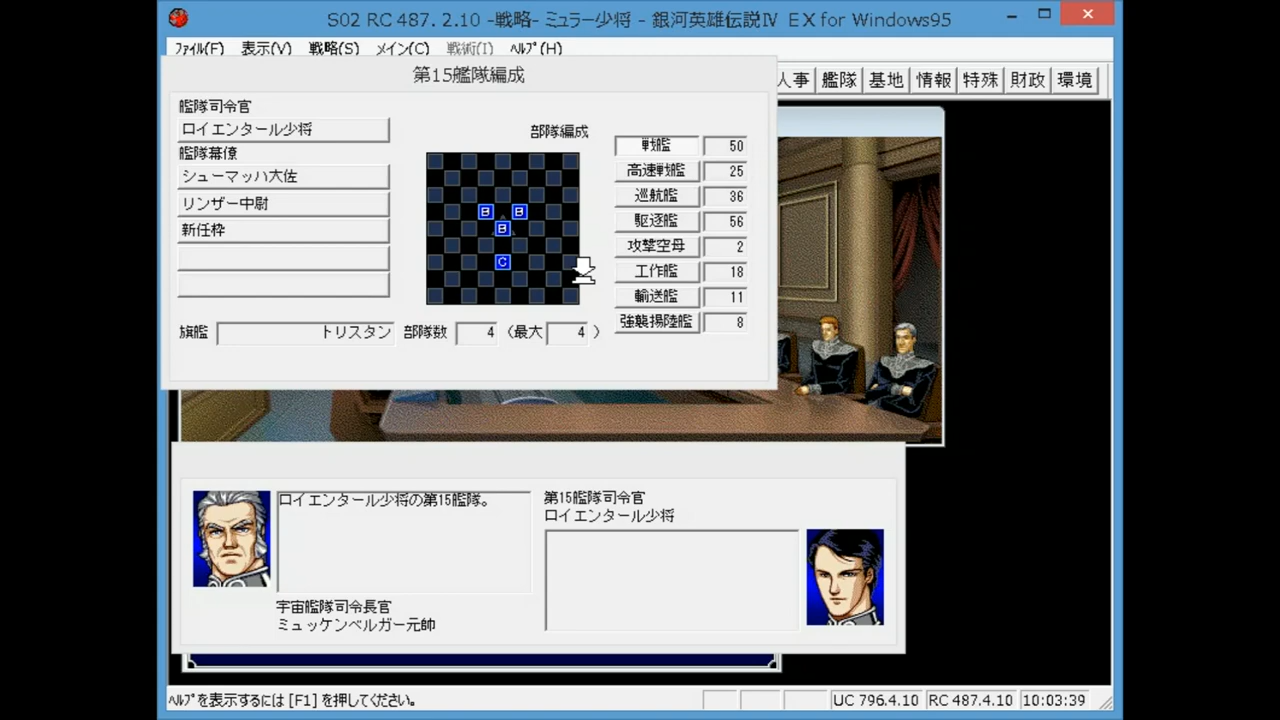 S02 RC 487. 2.10 -戦略- ミュラー少将 - 銀河英雄伝説Ⅳ EX for Windows95
ﾌｧｲﾙ(F) 表示(V) 戦略(S) メイン(C) 戦術(I) ﾍﾙﾌﾟ(H)
人事 艦隊 基地 情報 特殊 財政 環境
第15艦隊編成
艦隊司令官
ロイエンタール少将
艦隊幕僚
シューマッハ大佐
リンザー中尉
新任枠
部隊編成
B B
B
C
戦艦 50
高速戦艦 25
巡航艦 36
駆逐艦 56
攻撃空母 2
工作艦 18
輸送艦 11
強襲揚陸艦 8
旗艦 トリスタン 部隊数 4 (最大 4 )
ロイエンタール少将の第15艦隊。
宇宙艦隊司令長官
ミュッケンベルガー元帥
第15艦隊司令官
ロイエンタール少将
ﾍﾙﾌﾟを表示するには [F1] を押してください。
UC 796.4.10 RC 487.4.10 10:03:39